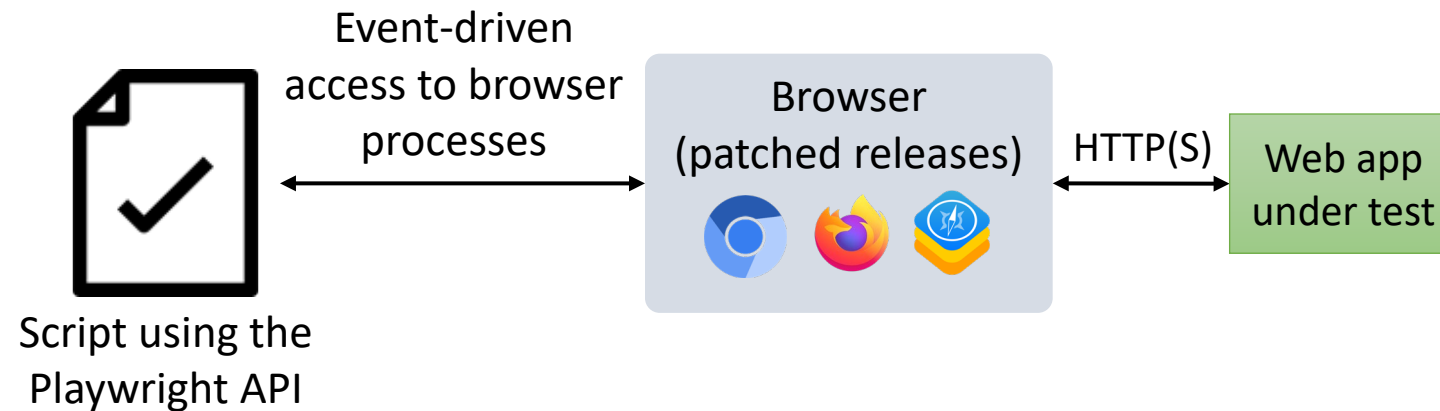 Event-driven
access to browser
processes
Script using the
Playwright API
Browser
(patched releases)
HTTP(S)
Web app
under test